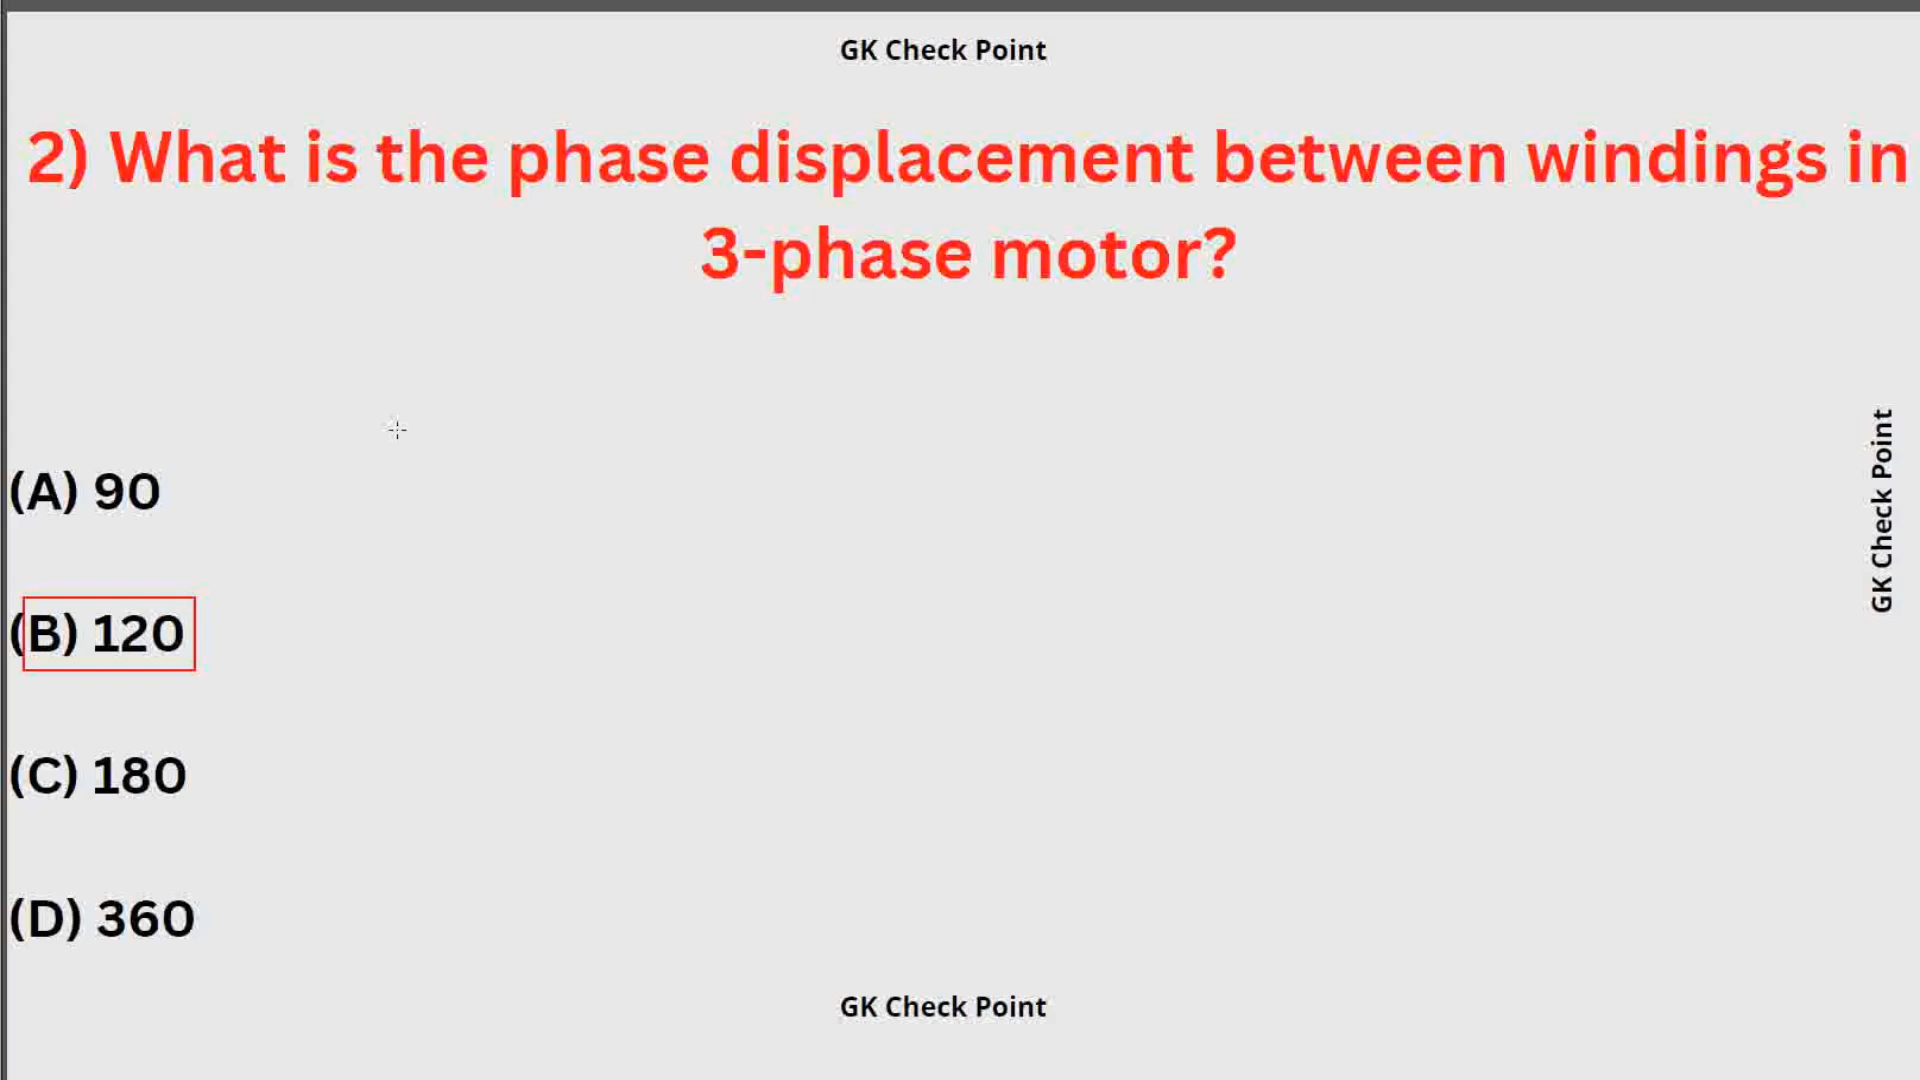 GK Check Point
2) What is the phase displacement between windings in
3-phase motor?
(A) 90
(B) 120
(C) 180
(D) 360
GK Check Point
GK Check Point